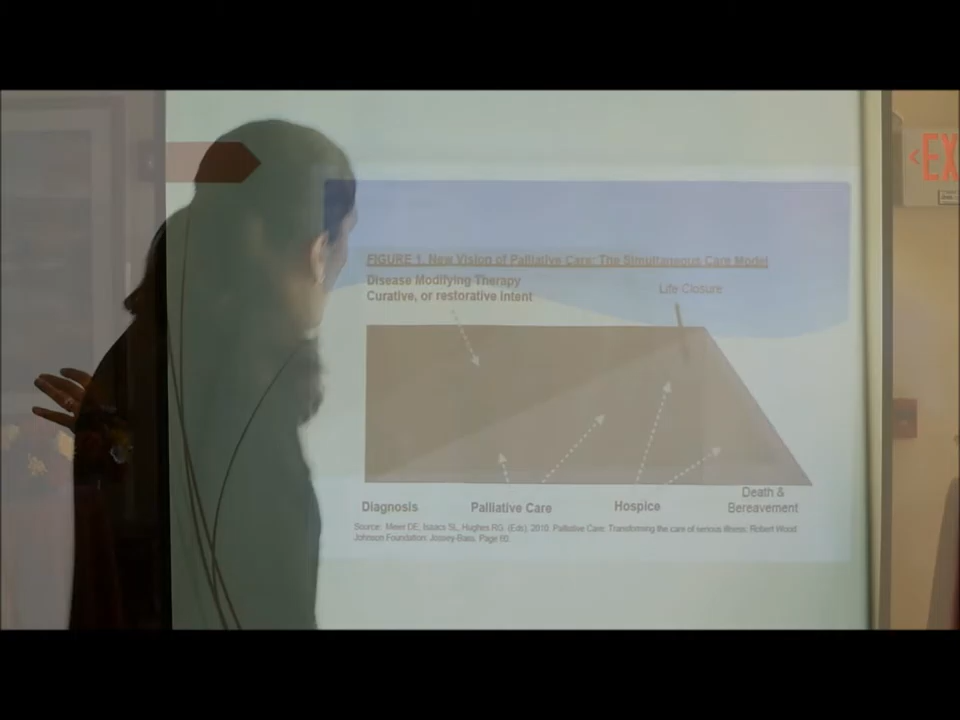 FIGURE 1. New Vision of Palliative Care: The Simultaneous Care Model
Disease Modifying Therapy
Curative, or restorative intent
Life Closure
Diagnosis
Palliative Care
Hospice
Death &
Bereavement
Source: Meier DE, Isaacs SL, Hughes RG. (Eds). 2010. Palliative Care: Transforming the care of serious illness. Robert Wood
Johnson Foundation: Jossey-Bass. Page 60.
<EX